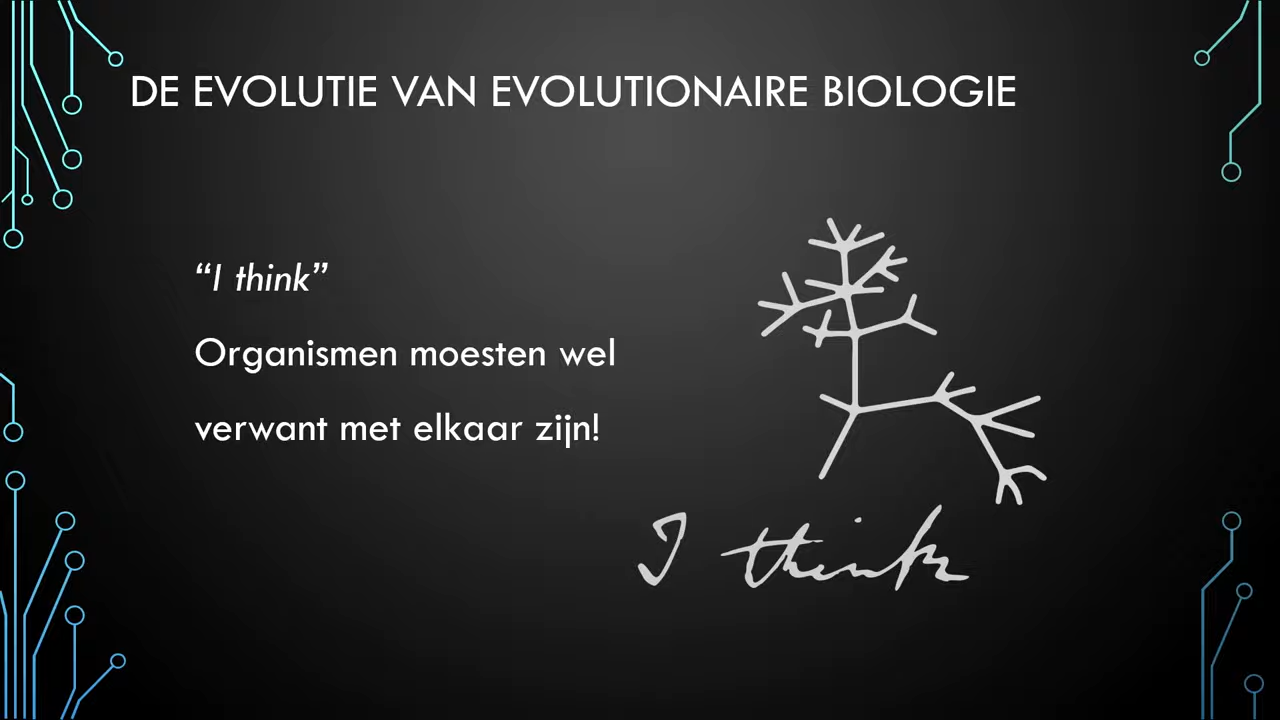 DE EVOLUTIE VAN EVOLUTIONAIRE BIOLOGIE
“I think”
Organismen moesten wel
verwant met elkaar zijn!
I think